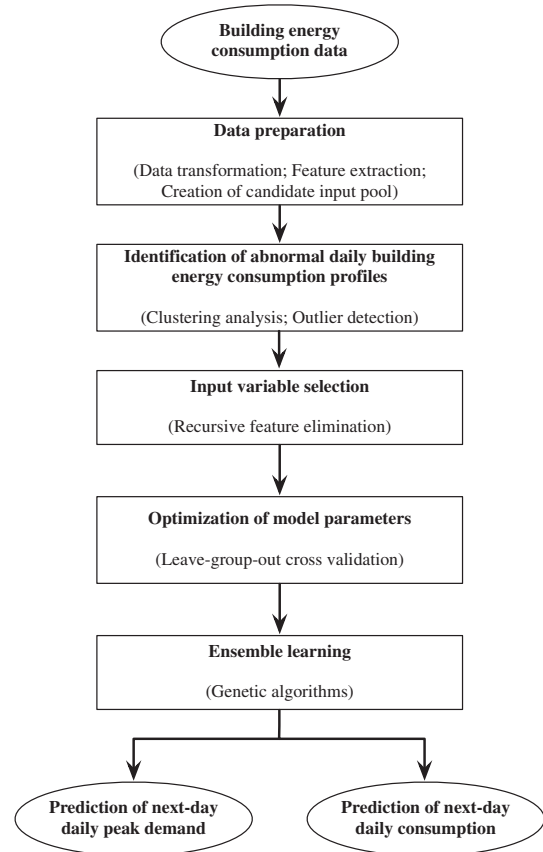 Building energy
consumption data
Data preparation
(Data transformation; Feature extraction;
Creation of candidate input pool)
Identification of abnormal daily building
energy consumption profiles
(Clustering analysis; Outlier detection)
Input variable selection
(Recursive feature elimination)
Optimization of model parameters
(Leave-group-out cross validation)
Ensemble learning
(Genetic algorithms)
Prediction of next-day
daily peak demand
Prediction of next-day
daily consumption